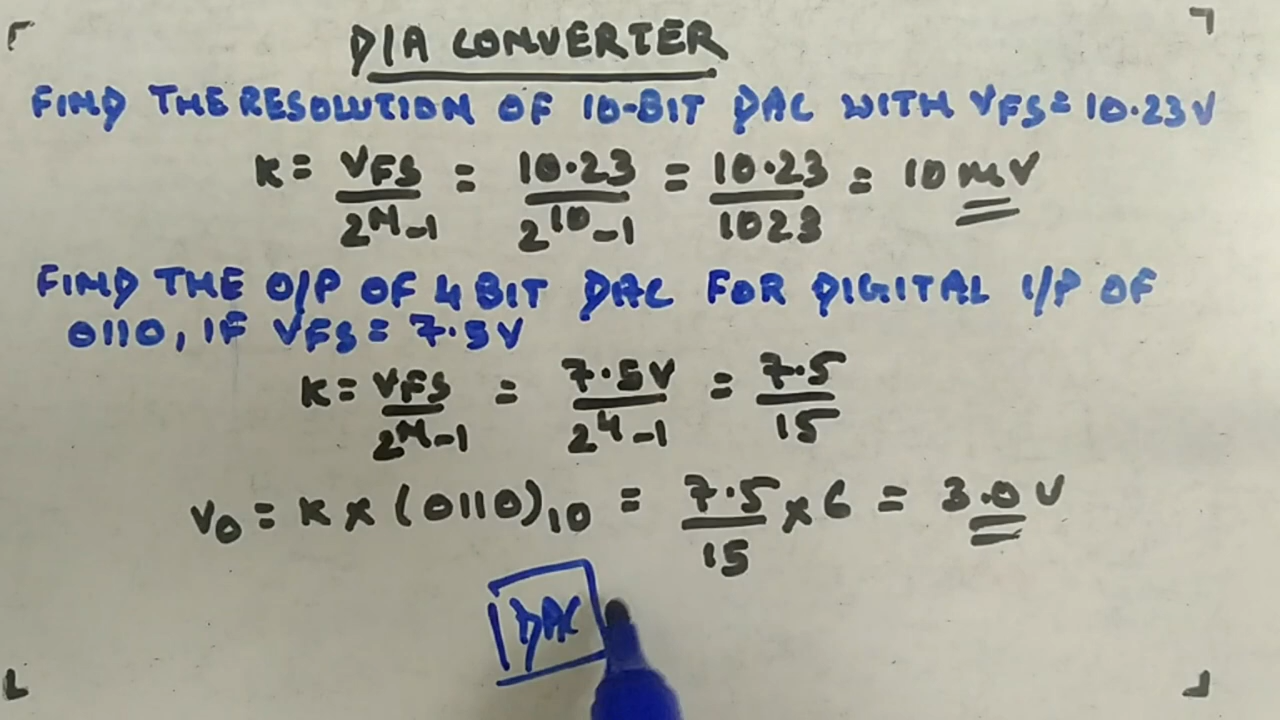 D/A CONVERTER
FIND THE RESOLUTION OF 10-BIT DAC WITH VFS = 10.23V
K = VFS / 2^N-1 = 10.23 / 2^10-1 = 10.23 / 1023 = 10 mV
FIND THE O/P OF 4 BIT DAC FOR DIGITAL I/P OF
0110, IF VFS = 7.5V
K = VFS / 2^N-1 = 7.5V / 2^4-1 = 7.5 / 15
VO = K × (0110)10 = 7.5 / 15 × 6 = 3.0 V
DAC